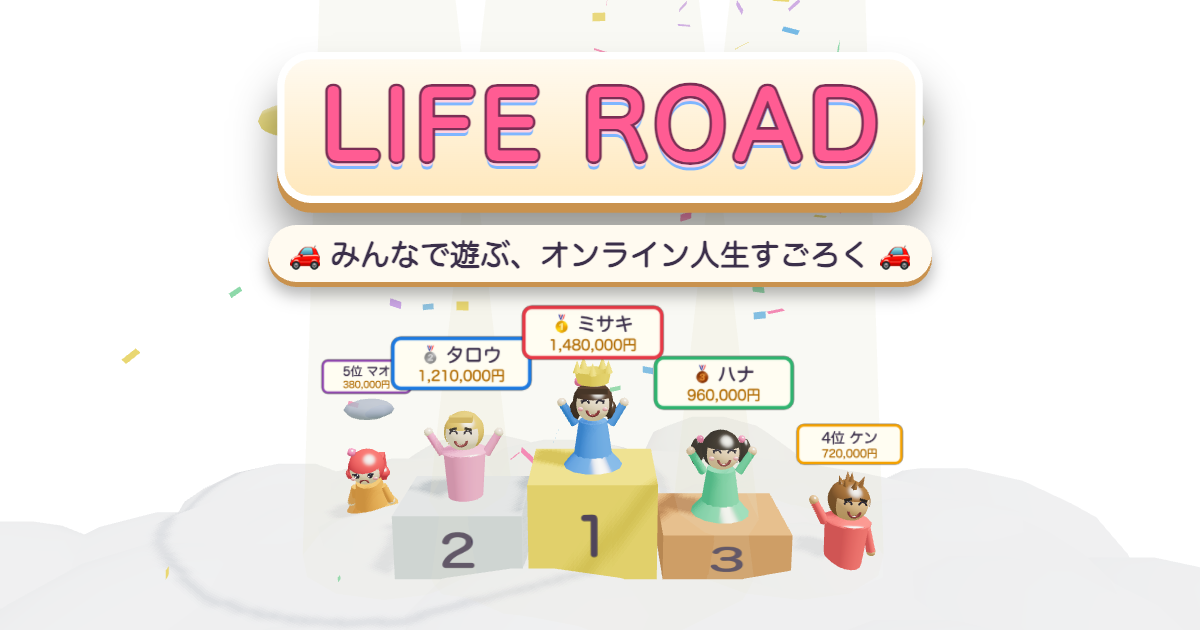 LIFE ROAD
🚗 みんなで遊ぶ、オンライン人生すごろく 🚗
🥇 ミサキ
1,480,000円
🥈 タロウ
1,210,000円
5位 マオ
380,000円
🥉 ハナ
960,000円
4位 ケン
720,000円
1
2
3